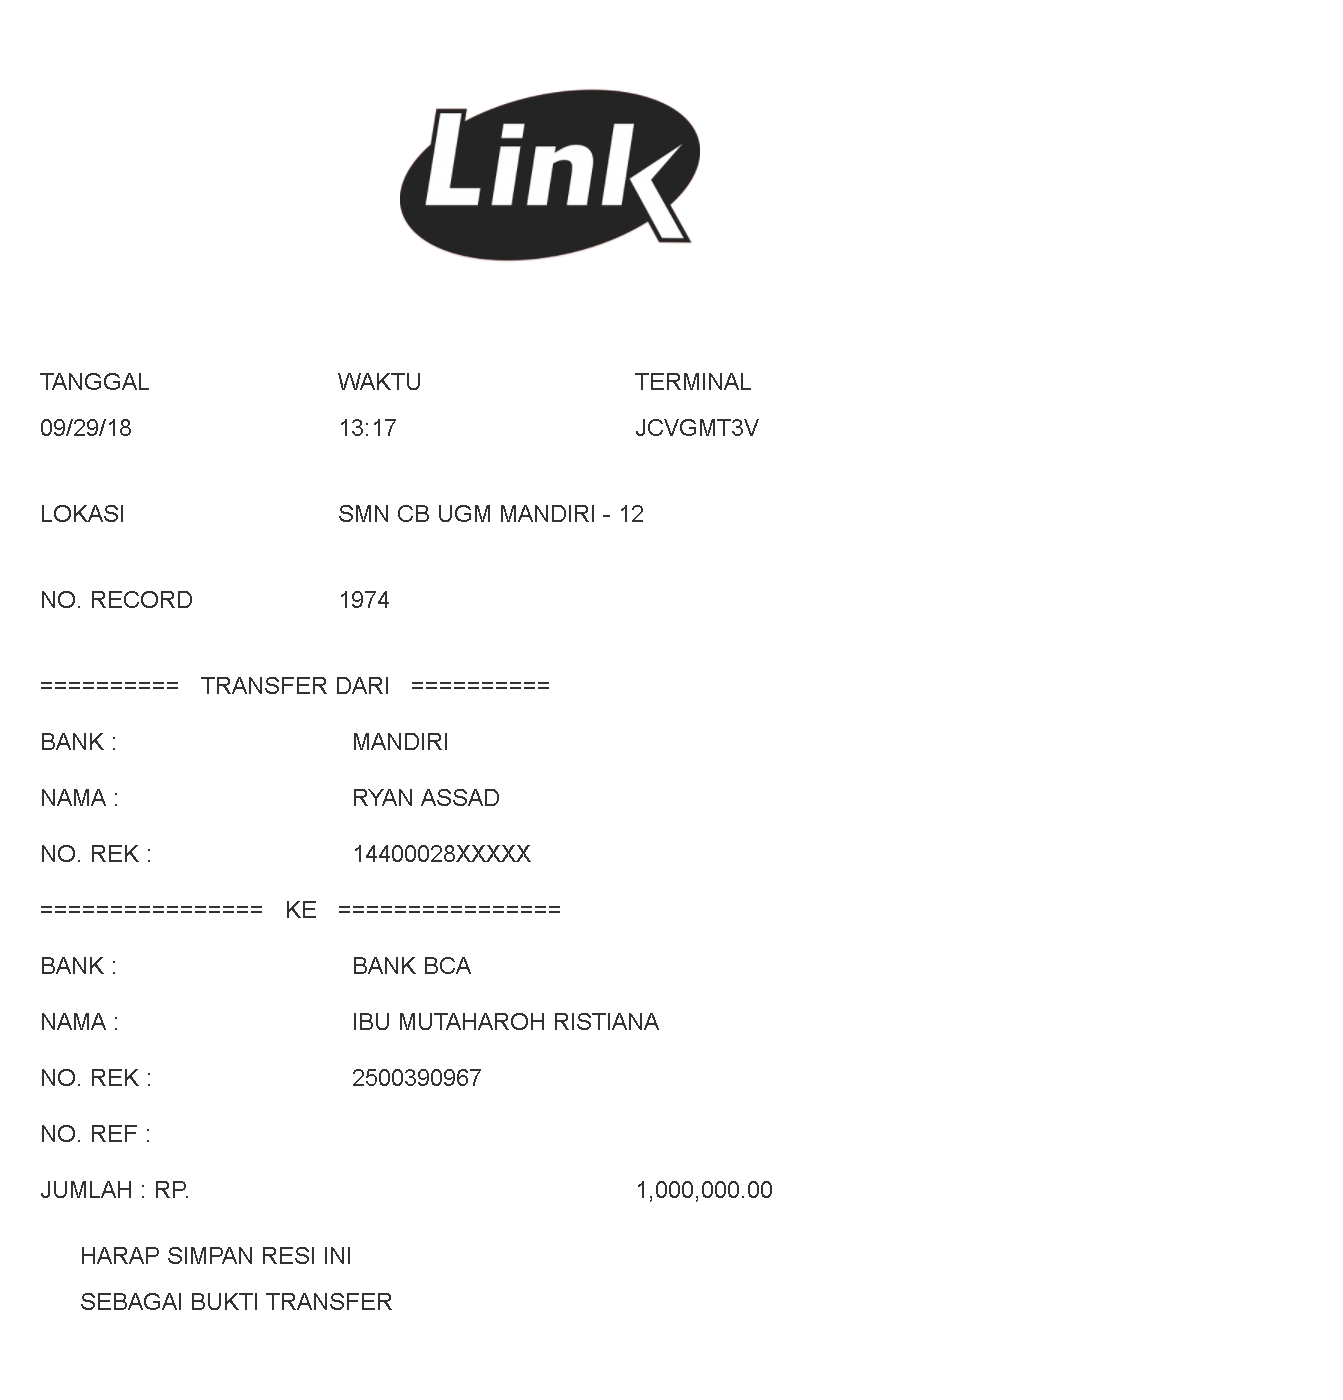 Link
TANGGAL WAKTU TERMINAL
09/29/18 13:17 JCVGMT3V
LOKASI SMN CB UGM MANDIRI - 12
NO. RECORD 1974
========== TRANSFER DARI ==========
BANK : MANDIRI
NAMA : RYAN ASSAD
NO. REK : 14400028XXXXX
================ KE ================
BANK : BANK BCA
NAMA : IBU MUTAHAROH RISTIANA
NO. REK : 2500390967
NO. REF :
JUMLAH : RP. 1,000,000.00
HARAP SIMPAN RESI INI
SEBAGAI BUKTI TRANSFER